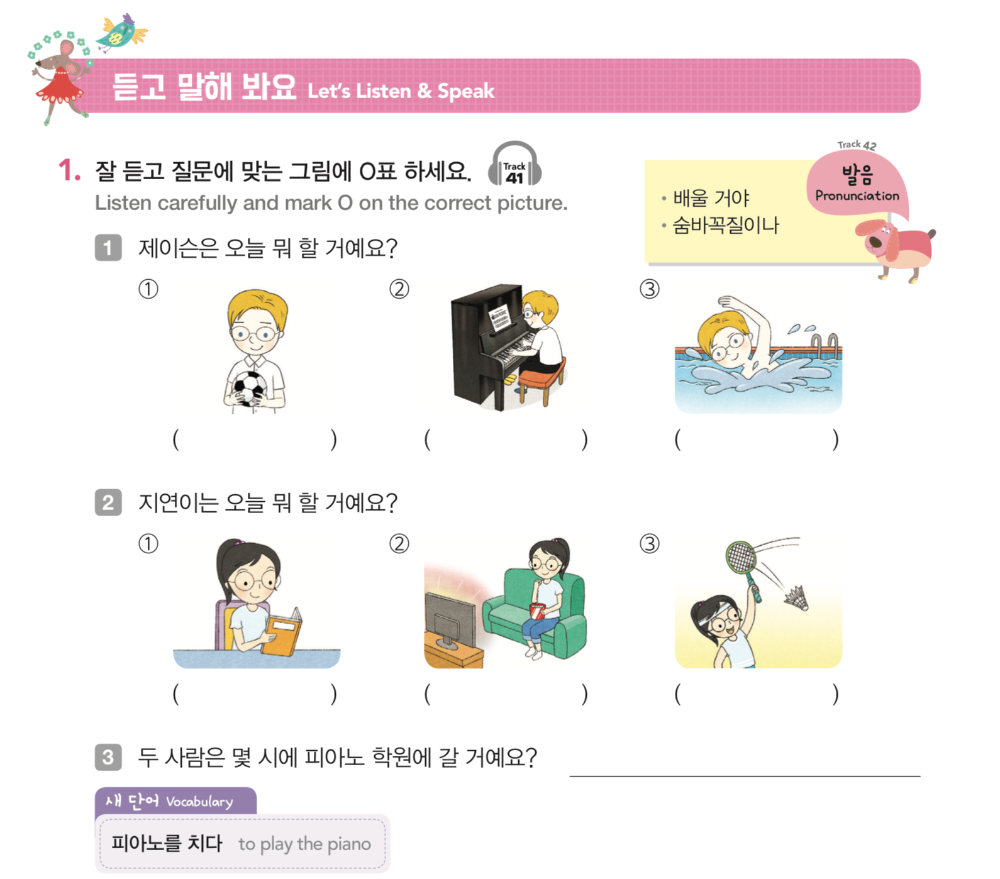 듣고 말해 봐요 Let's Listen & Speak
1. 잘 듣고 질문에 맞는 그림에 O표 하세요. Track 41
Listen carefully and mark O on the correct picture.
Track 42
발음
Pronunciation
• 배울 거야
• 숨바꼭질이나
1 제이슨은 오늘 뭐 할 거예요?
① ② ③
( ) ( ) ( )
2 지연이는 오늘 뭐 할 거예요?
① ② ③
( ) ( ) ( )
3 두 사람은 몇 시에 피아노 학원에 갈 거예요?
새 단어 Vocabulary
피아노를 치다 to play the piano